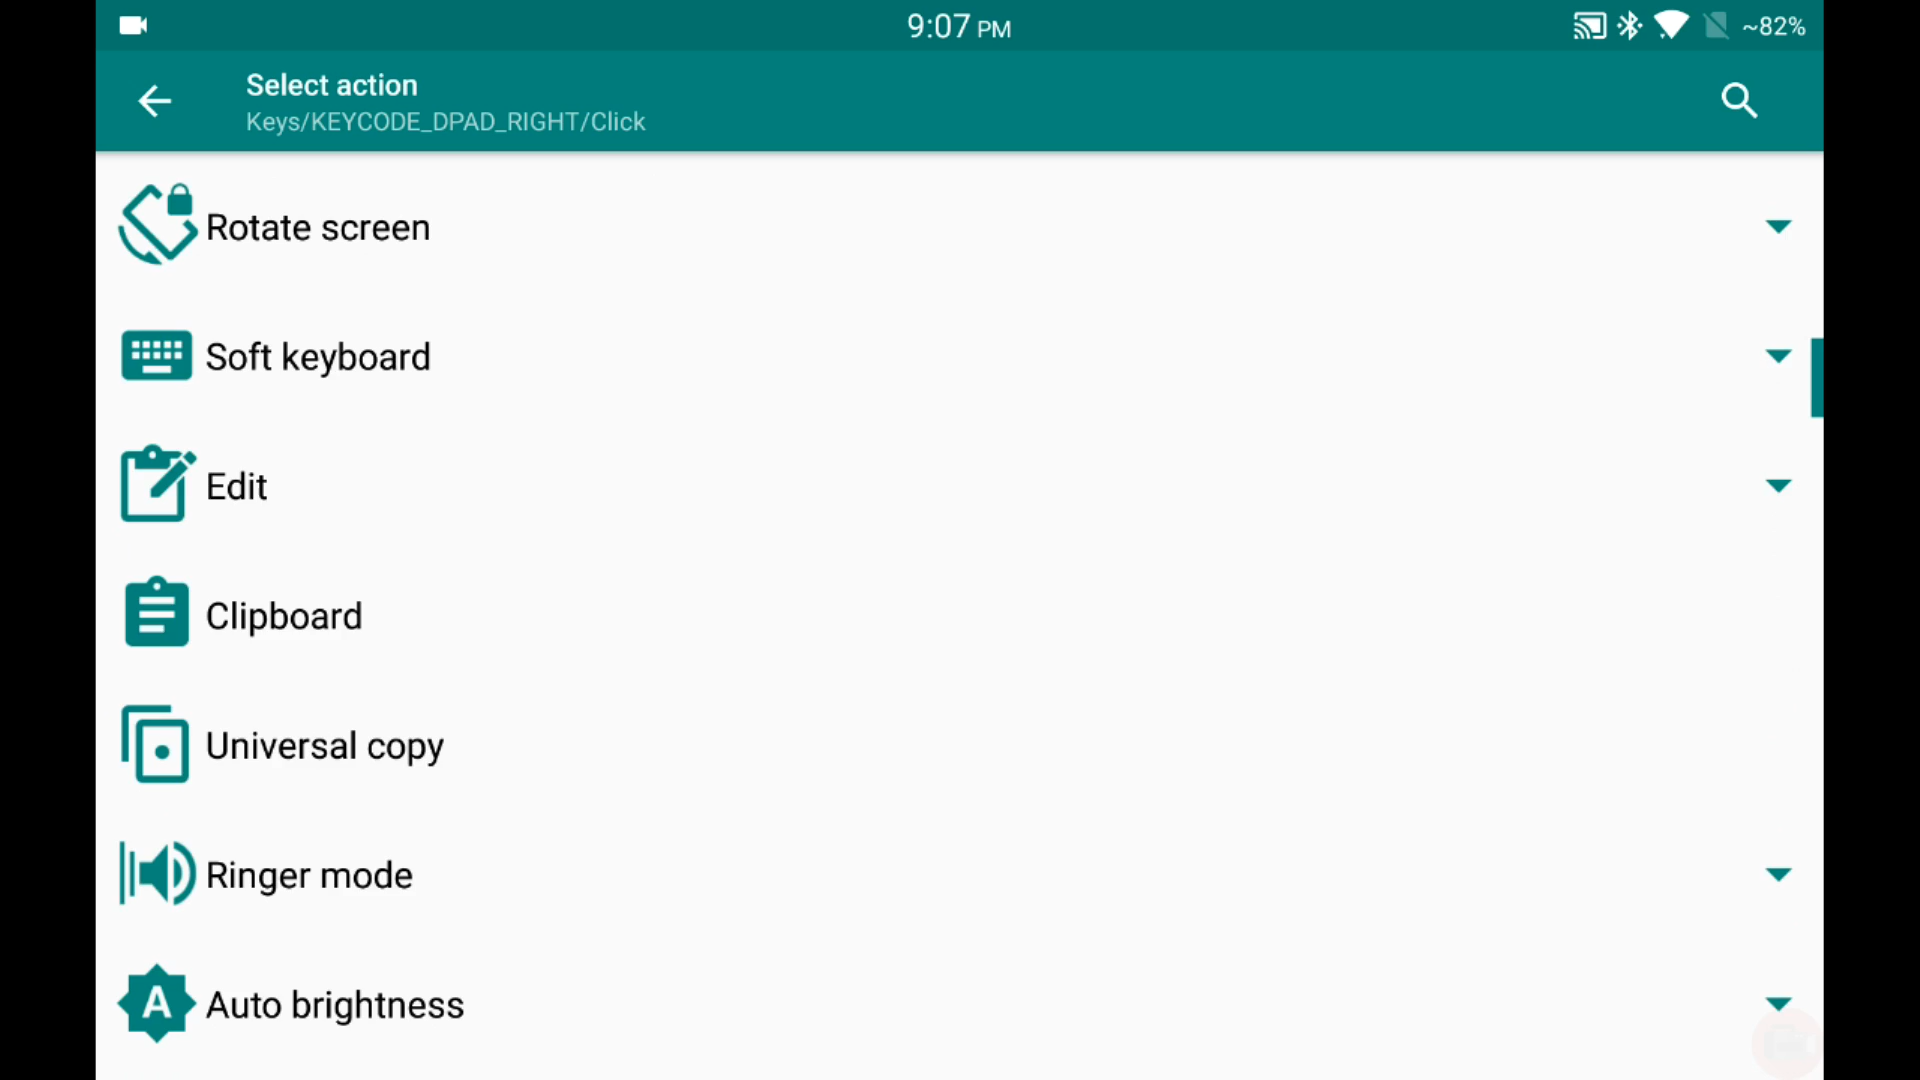 9:07 PM
~82%
Select action
Keys/KEYCODE_DPAD_RIGHT/Click
Rotate screen
Soft keyboard
Edit
Clipboard
Universal copy
Ringer mode
A
Auto brightness